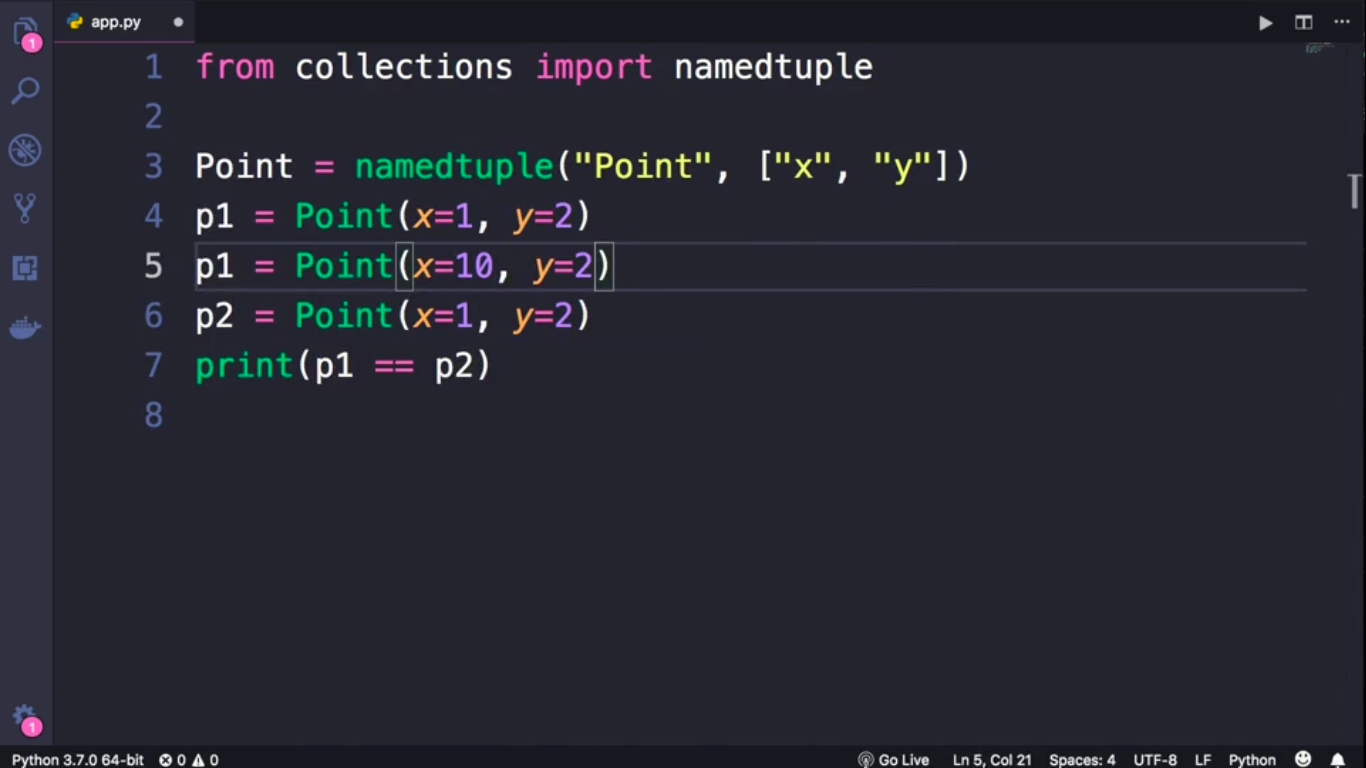 app.py
1 from collections import namedtuple
2
3 Point = namedtuple("Point", ["x", "y"])
4 p1 = Point(x=1, y=2)
5 p1 = Point(x=10, y=2)
6 p2 = Point(x=1, y=2)
7 print(p1 == p2)
8
1
1
Python 3.7.0 64-bit 0 0 Go Live Ln 5, Col 21 Spaces: 4 UTF-8 LF Python